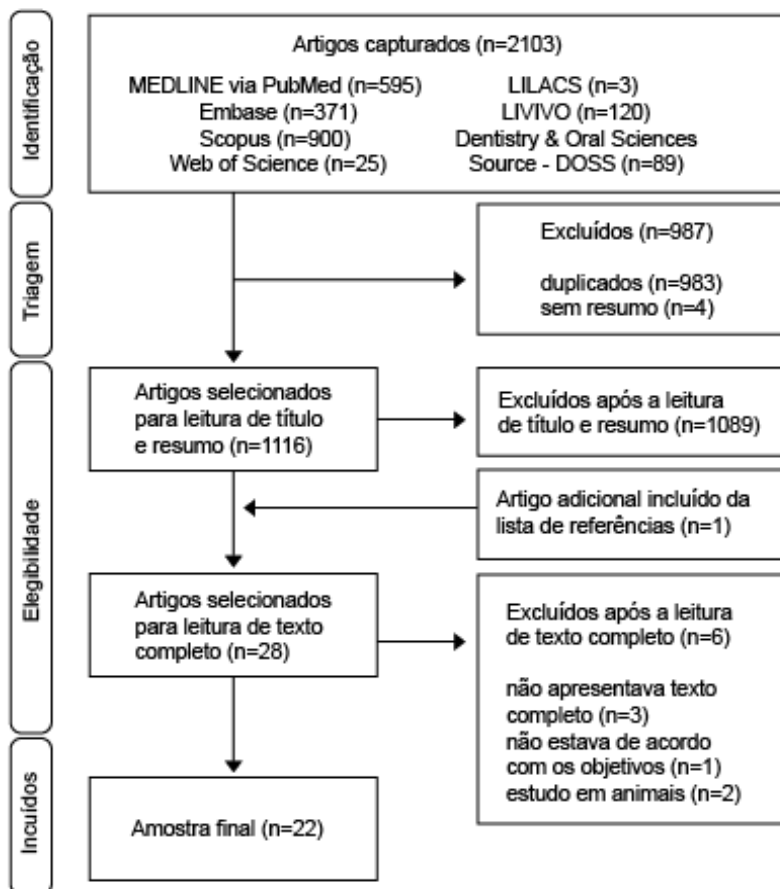 Identificação
Artigos capturados (n=2103)
MEDLINE via PubMed (n=595)
Embase (n=371)
Scopus (n=900)
Web of Science (n=25)
LILACS (n=3)
LIVIVO (n=120)
Dentistry & Oral Sciences
Source - DOSS (n=89)
Triagem
Excluídos (n=987)
duplicados (n=983)
sem resumo (n=4)
Elegibilidade
Artigos selecionados
para leitura de título
e resumo (n=1116)
Excluídos após a leitura
de título e resumo (n=1089)
Artigo adicional incluído da
lista de referências (n=1)
Artigos selecionados
para leitura de texto
completo (n=28)
Excluídos após a leitura
de texto completo (n=6)
não apresentava texto
completo (n=3)
não estava de acordo
com os objetivos (n=1)
estudo em animais (n=2)
Incuídos
Amostra final (n=22)